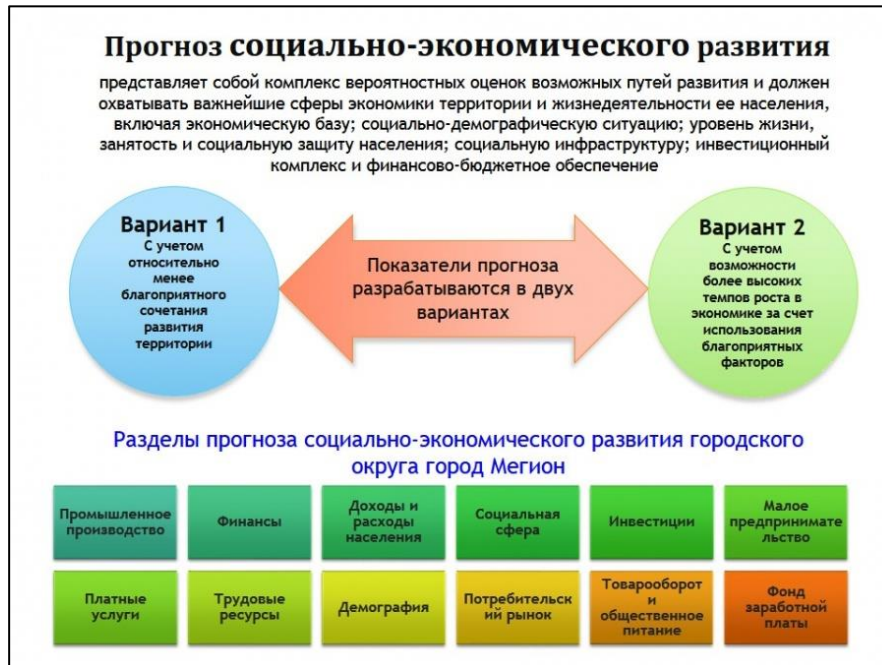 Прогноз социально-экономического развития
представляет собой комплекс вероятностных оценок возможных путей развития и должен
охватывать важнейшие сферы экономики территории и жизнедеятельности ее населения,
включая экономическую базу; социально-демографическую ситуацию; уровень жизни,
занятость и социальную защиту населения; социальную инфраструктуру; инвестиционный
комплекс и финансово-бюджетное обеспечение
Вариант 1
С учетом
относительно
менее
благоприятного
сочетания
развития
территории
Показатели прогноза
разрабатываются в двух
вариантах
Вариант 2
С учетом
возможности
более высоких
темпов роста в
экономике за счет
использования
благоприятных
факторов
Разделы прогноза социально-экономического развития городского
округа город Мегион
Промышленное
производство
Финансы
Доходы и
расходы
населения
Социальная
сфера
Инвестиции
Малое
предпринимате
льство
Платные
услуги
Трудовые
ресурсы
Демография
Потребительск
ий рынок
Товарооборот
и
общественное
питание
Фонд
заработной
платы